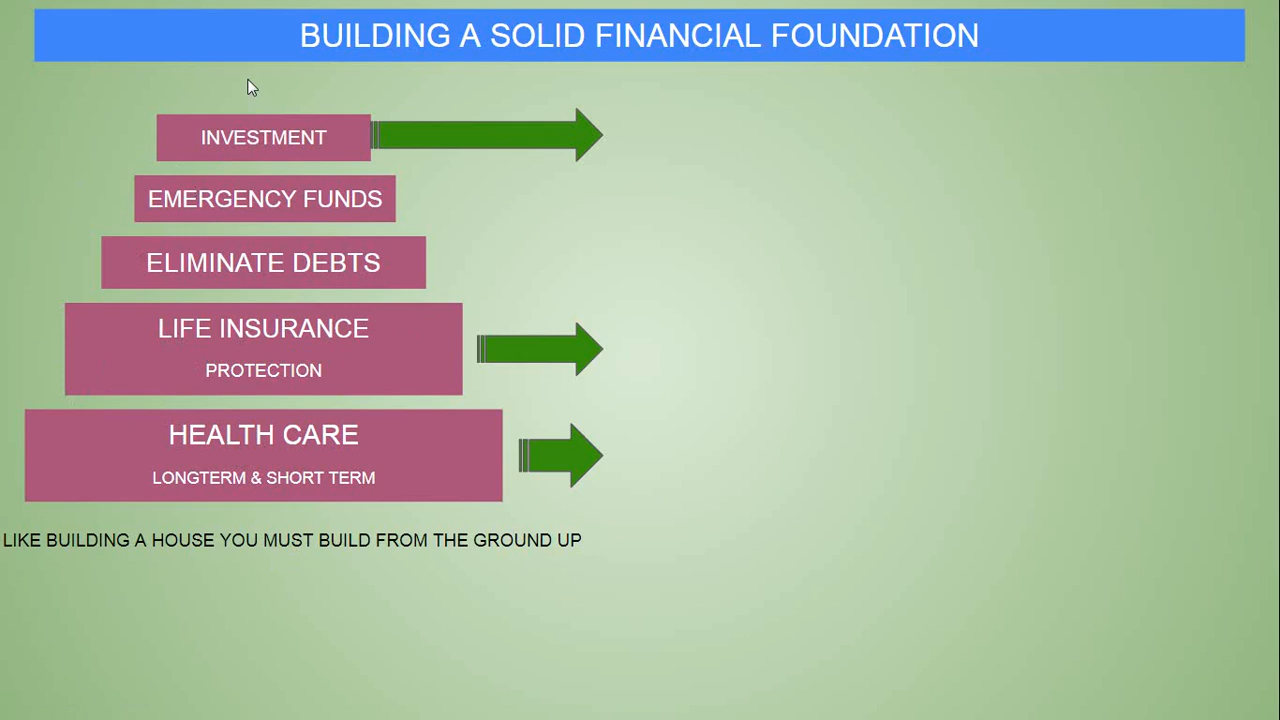 BUILDING A SOLID FINANCIAL FOUNDATION
INVESTMENT
EMERGENCY FUNDS
ELIMINATE DEBTS
LIFE INSURANCE
PROTECTION
HEALTH CARE
LONGTERM & SHORT TERM
LIKE BUILDING A HOUSE YOU MUST BUILD FROM THE GROUND UP